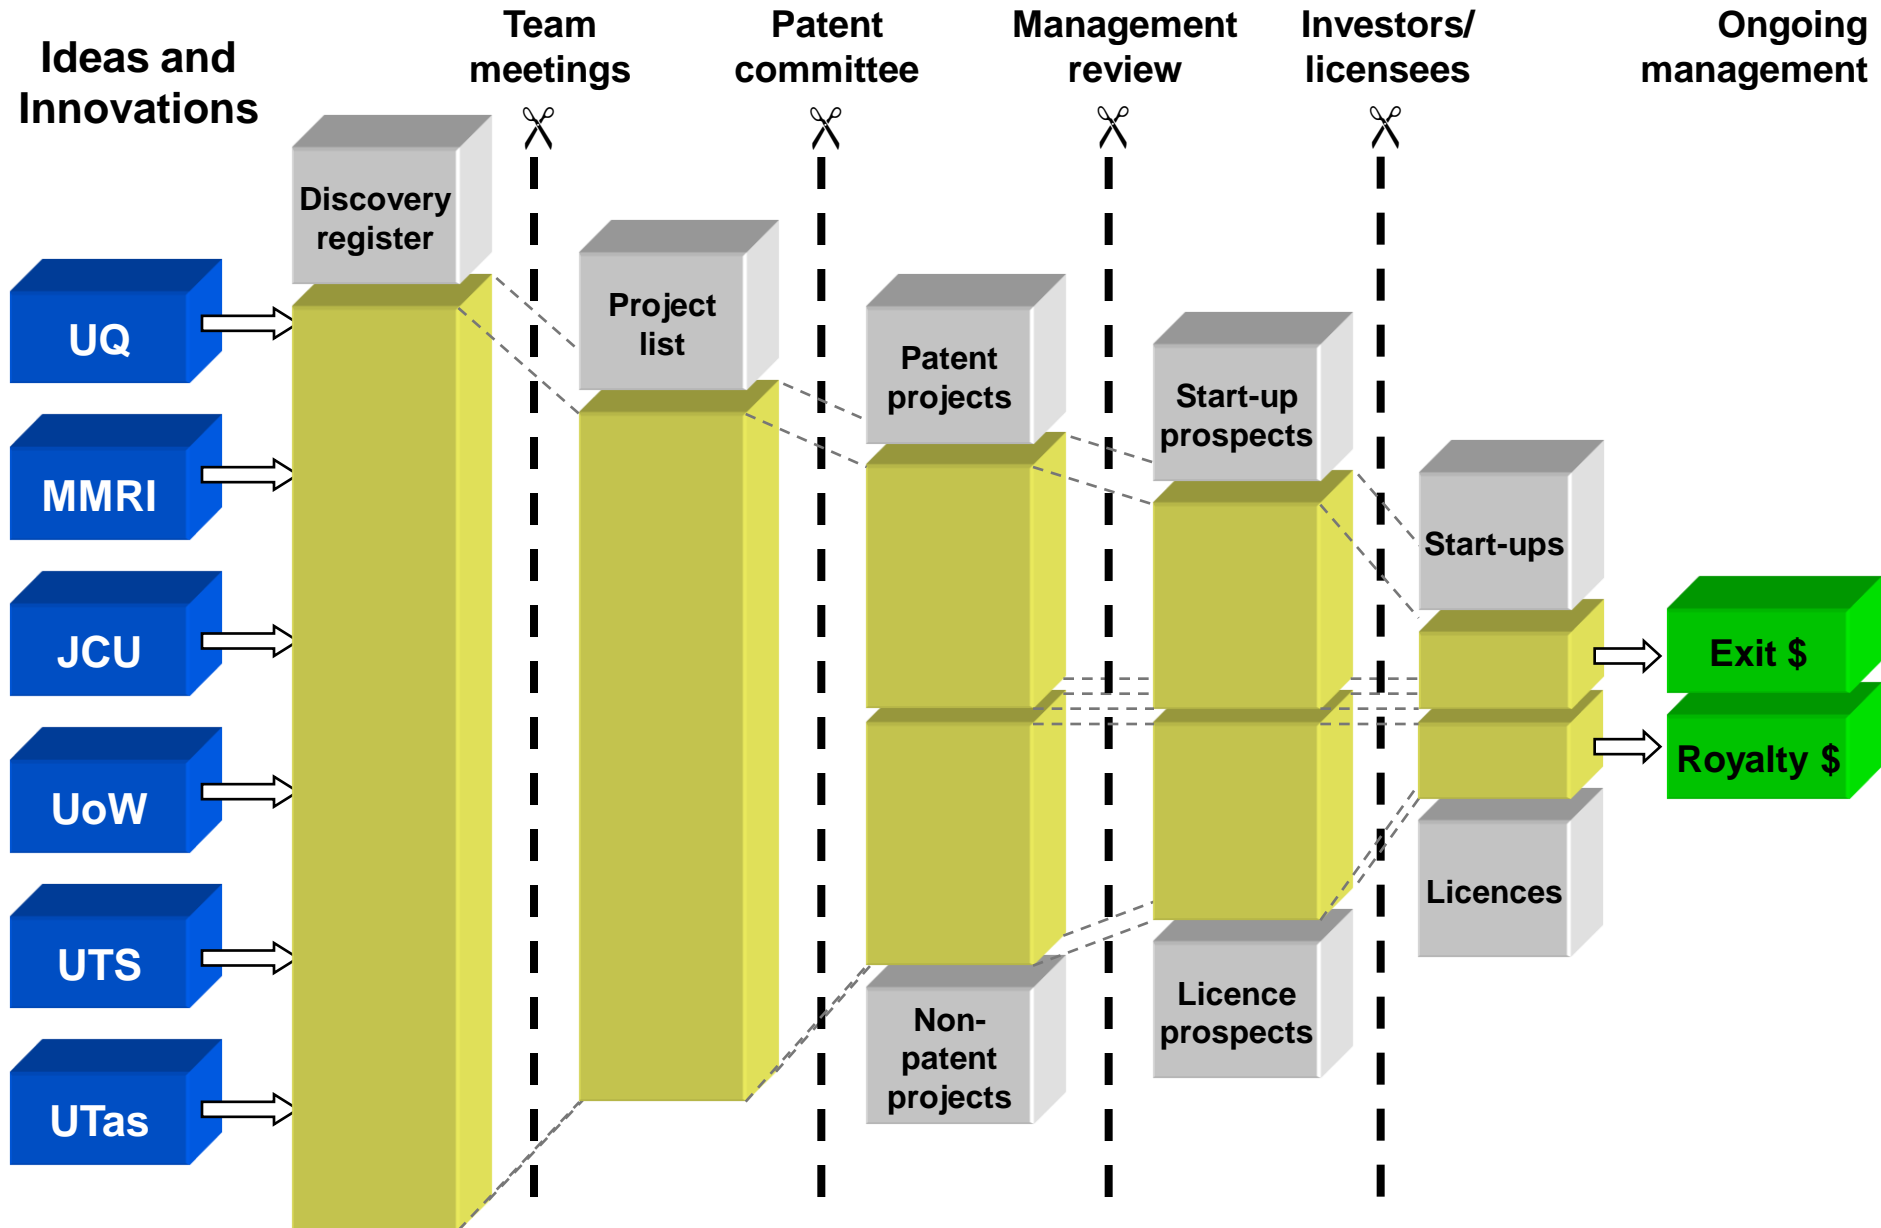 Ideas and
Innovations
Team
meetings
Patent
committee
Management
review
Investors/
licensees
Ongoing
management
UQ
MMRI
JCU
UoW
UTS
UTas
Discovery
register
Project
list
Patent
projects
Non-
patent
projects
Start-up
prospects
Licence
prospects
Start-ups
Licences
Exit $
Royalty $